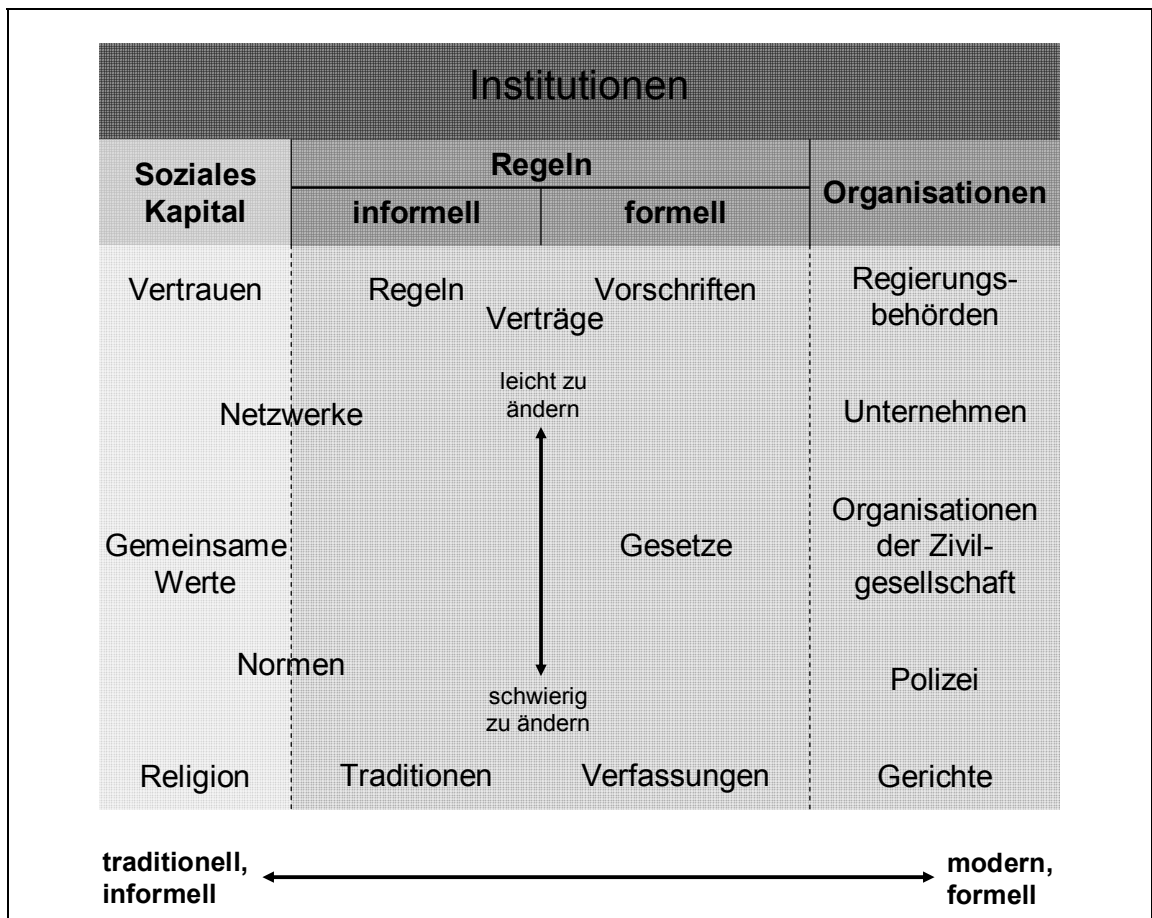 Institutionen
Soziales
Kapital
Regeln
informell
formell
Organisationen
Vertrauen
Regeln
Vorschriften
Verträge
Regierungs-
behörden
leicht zu
ändern
Netzwerke
Unternehmen
Gemeinsame
Werte
Gesetze
Organisationen
der Zivil-
gesellschaft
Normen
Polizei
schwierig
zu ändern
Religion
Traditionen
Verfassungen
Gerichte
traditionell,
informell
modern,
formell